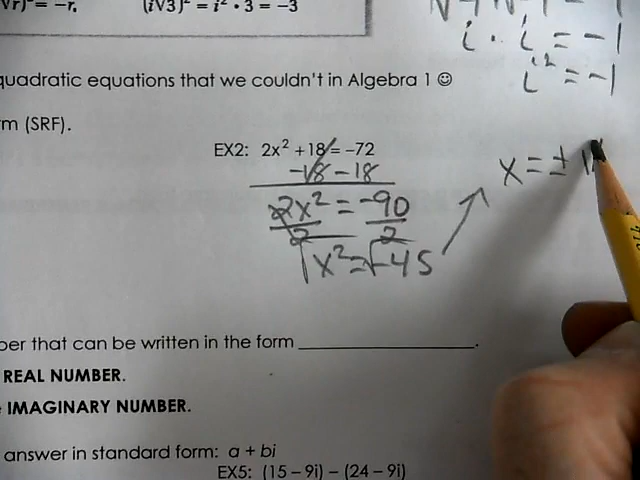 √r)² = −r.
(i√3)² = i² • 3 = −3
i · i = −1
i² = −1
quadratic equations that we couldn't in Algebra 1 ☺
rm (SRF).
EX2: 2x² + 18 = −72
−18 −18
2x² = −90
2 2
√x² = √−45
x = ±
ber that can be written in the form ____________________.
REAL NUMBER.
IMAGINARY NUMBER.
answer in standard form: a + bi
EX5: (15 − 9i) − (24 − 9i)